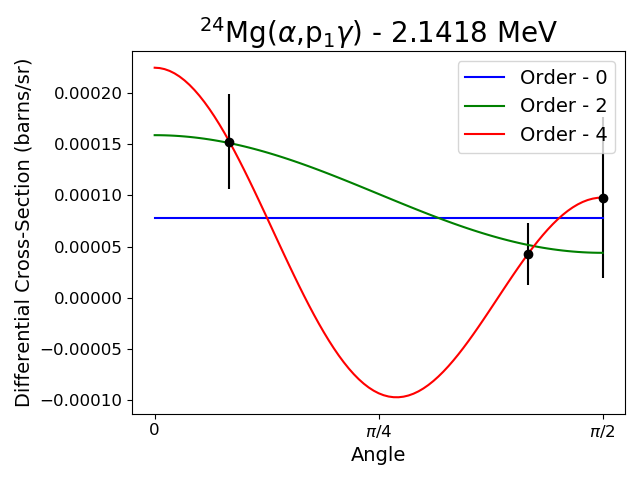 ²⁴Mg(α,p₁γ) - 2.1418 MeV
Order - 0
Order - 2
Order - 4
Differential Cross-Section (barns/sr)
0.00020
0.00015
0.00010
0.00005
0.00000
−0.00005
−0.00010
0
π/4
π/2
Angle